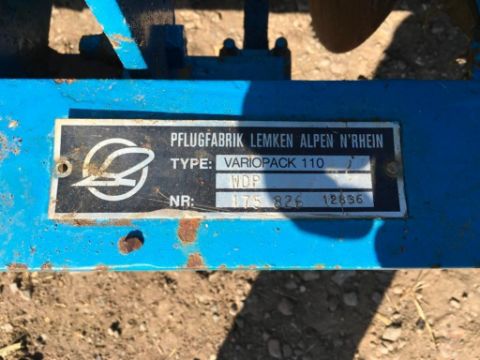 PFLUGFABRIK LEMKEN ALPEN N'RHEIN
TYPE: VARIOPACK 110
WDP
NR: 175 826 12836